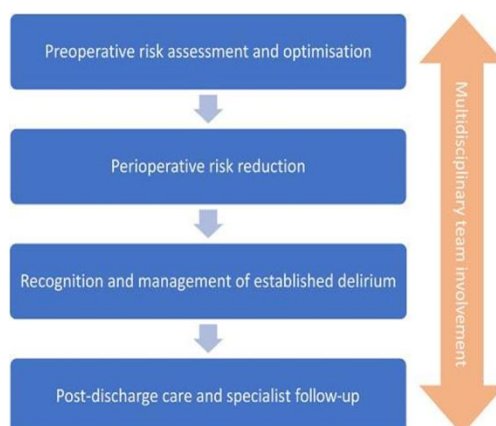 Preoperative risk assessment and optimisation
Perioperative risk reduction
Recognition and management of established delirium
Post-discharge care and specialist follow-up
Multidisciplinary team involvement